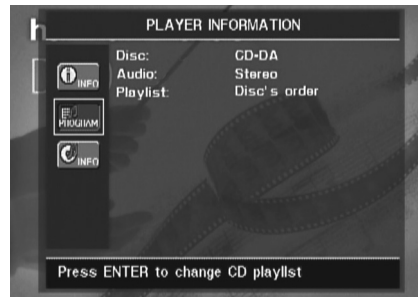 PLAYER INFORMATION
Disc: CD-DA
Audio: Stereo
Playlist: Disc's order
INFO
PROGRAM
INFO
Press ENTER to change CD playlist